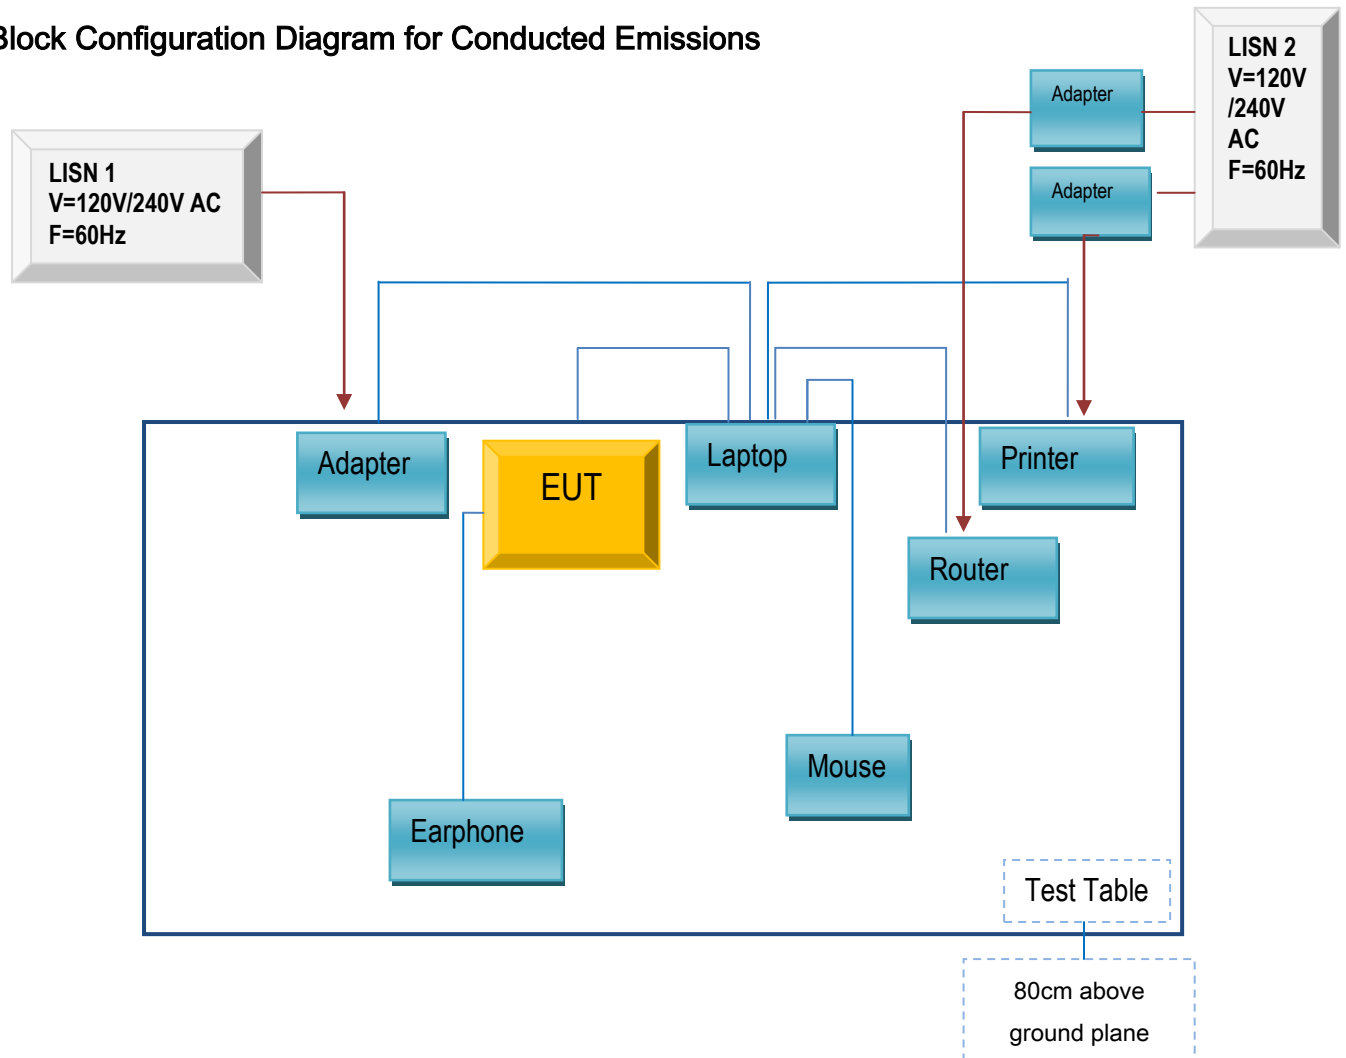 Block Configuration Diagram for Conducted Emissions
LISN 2
V=120V
/240V
AC
F=60Hz
Adapter
Adapter
LISN 1
V=120V/240V AC
F=60Hz
Adapter
EUT
Laptop
Printer
Router
Mouse
Earphone
Test Table
80cm above
ground plane